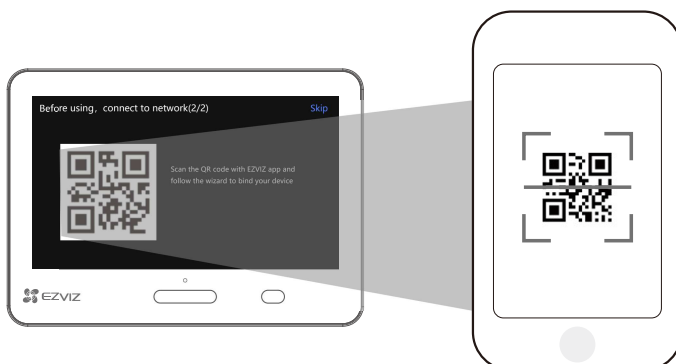 Before using, connect to network(2/2)
Skip
Scan the QR code with EZVIZ app and
follow the wizard to bind your device
EZVIZ